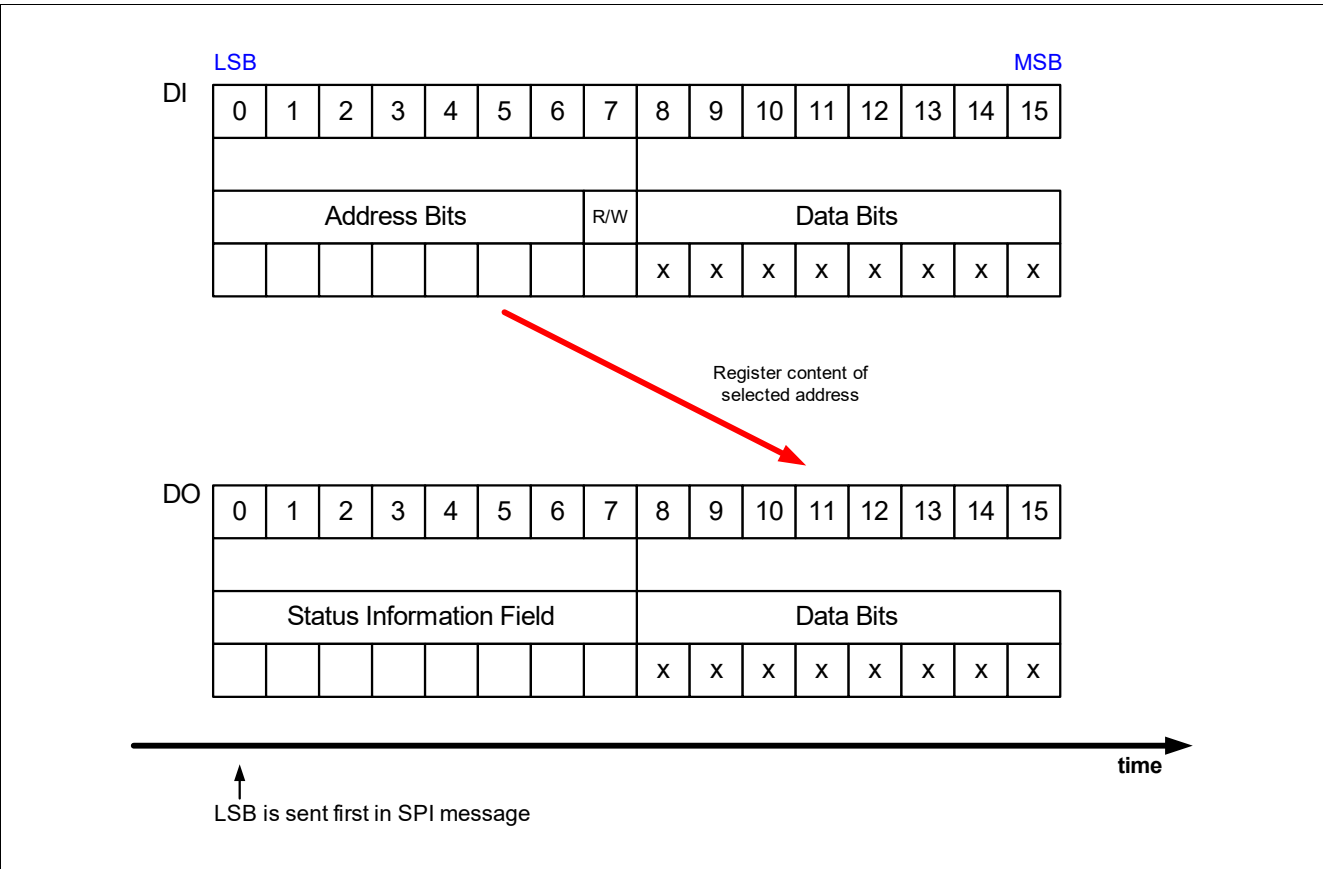 LSB MSB
DI 0 1 2 3 4 5 6 7 8 9 10 11 12 13 14 15
Address Bits R/W Data Bits
x x x x x x x x
Register content of
selected address
DO 0 1 2 3 4 5 6 7 8 9 10 11 12 13 14 15
Status Information Field Data Bits
x x x x x x x x
time
LSB is sent first in SPI message